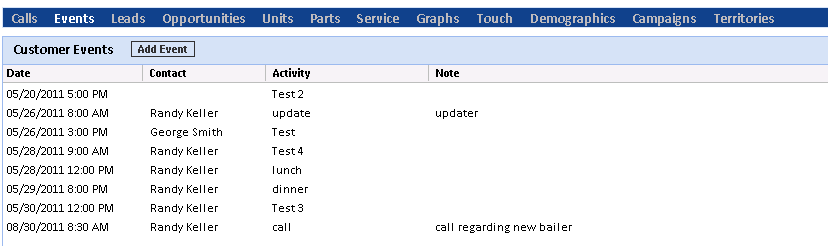 Calls Events Leads Opportunities Units Parts Service Graphs Touch Demographics Campaigns Territories
Customer Events Add Event
Date Contact Activity Note
05/20/2011 5:00 PM Test 2
05/26/2011 8:00 AM Randy Keller update updater
05/26/2011 3:00 PM George Smith Test
05/28/2011 9:00 AM Randy Keller Test 4
05/28/2011 12:00 PM Randy Keller lunch
05/29/2011 8:00 PM Randy Keller dinner
05/30/2011 12:00 PM Randy Keller Test 3
08/30/2011 8:30 AM Randy Keller call call regarding new bailer